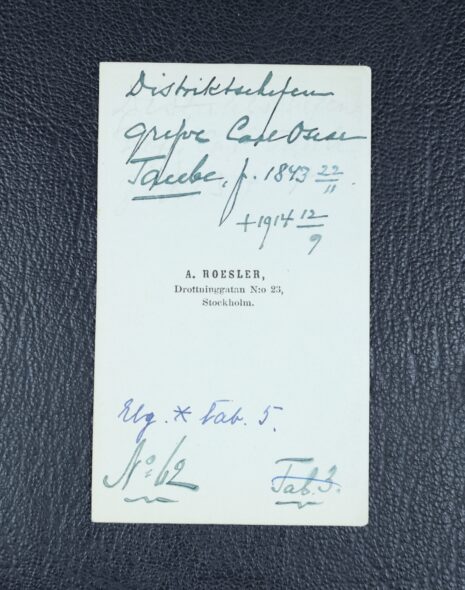 Distriktschefen
grefve Carl Oscar
Taube, f. 1843 22/11.
+ 1914 12/9
A. ROESLER,
Drottninggatan N:o 23,
Stockholm.
Elg. * Tab. 5.
No 62
Tab. 3.